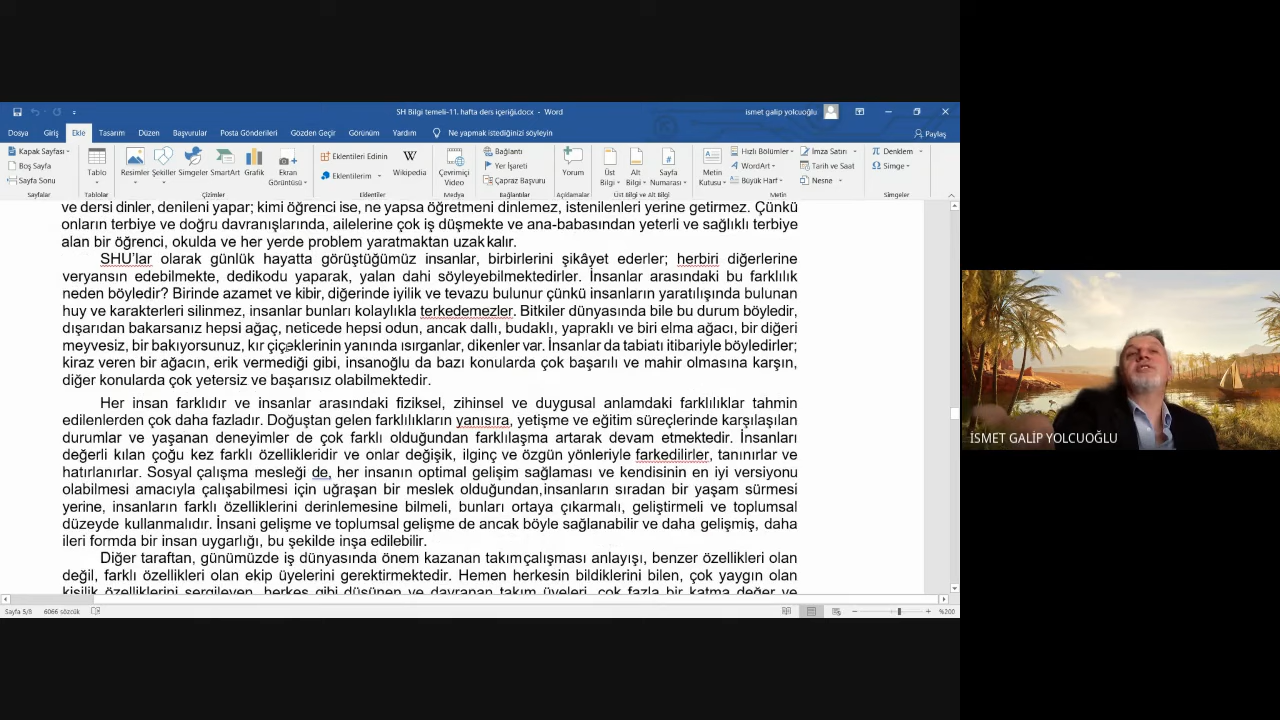 SH Bilgi temeli-11. hafta ders içeriği.docx - Word
ismet galip yolcuoğlu
Dosya Giriş Ekle Tasarım Düzen Başvurular Posta Gönderileri Gözden Geçir Görünüm Yardım Ne yapmak istediğinizi söyleyin
Paylaş
Kapak Sayfası
Boş Sayfa
Sayfa Sonu
Sayfalar
Tablo
Tablolar
Resimler Şekiller Simgeler SmartArt Grafik Ekran Görüntüsü
Çizimler
Eklentileri Edinin
Eklentilerim
Wikipedia
Eklentiler
Çevrimiçi Video
Medya
Bağlantı
Yer İşareti
Çapraz Başvuru
Bağlantılar
Yorum
Açıklamalar
Üst Bilgi Alt Bilgi Sayfa Numarası
Üst Bilgi ve Alt Bilgi
Metin Kutusu
Hızlı Bölümler
WordArt
Büyük Harf
İmza Satırı
Tarih ve Saat
Nesne
Metin
Denklem
Simge
Simgeler
ve dersi dinler, denileni yapar; kimi öğrenci ise, ne yapsa öğretmeni dinlemez, istenilenleri yerine getirmez. Çünkü
onların terbiye ve doğru davranışlarında, ailelerine çok iş düşmekte ve ana-babasından yeterli ve sağlıklı terbiye
alan bir öğrenci, okulda ve her yerde problem yaratmaktan uzak kalır.
SHU'lar olarak günlük hayatta görüştüğümüz insanlar, birbirlerini şikâyet ederler; herbiri diğerlerine
veryansın edebilmekte, dedikodu yaparak, yalan dahi söyleyebilmektedirler. İnsanlar arasındaki bu farklılık
neden böyledir? Birinde azamet ve kibir, diğerinde iyilik ve tevazu bulunur çünkü insanların yaratılışında bulunan
huy ve karakterleri silinmez, insanlar bunları kolaylıkla terkedemezler. Bitkiler dünyasında bile bu durum böyledir,
dışarıdan bakarsanız hepsi ağaç, neticede hepsi odun, ancak dallı, budaklı, yapraklı ve biri elma ağacı, bir diğeri
meyvesiz, bir bakıyorsunuz, kır çiçeklerinin yanında ısırganlar, dikenler var. İnsanlar da tabiatı itibariyle böyledirler;
kiraz veren bir ağacın, erik vermediği gibi, insanoğlu da bazı konularda çok başarılı ve mahir olmasına karşın,
diğer konularda çok yetersiz ve başarısız olabilmektedir.
Her insan farklıdır ve insanlar arasındaki fiziksel, zihinsel ve duygusal anlamdaki farklılıklar tahmin
edilenlerden çok daha fazladır. Doğuştan gelen farklılıkların yanısıra, yetişme ve eğitim süreçlerinde karşılaşılan
durumlar ve yaşanan deneyimler de çok farklı olduğundan farklılaşma artarak devam etmektedir. İnsanları
değerli kılan çoğu kez farklı özellikleridir ve onlar değişik, ilginç ve özgün yönleriyle farkedilirler, tanınırlar ve
hatırlanırlar. Sosyal çalışma mesleği de, her insanın optimal gelişim sağlaması ve kendisinin en iyi versiyonu
olabilmesi amacıyla çalışabilmesi için uğraşan bir meslek olduğundan,insanların sıradan bir yaşam sürmesi
yerine, insanların farklı özelliklerini derinlemesine bilmeli, bunları ortaya çıkarmalı, geliştirmeli ve toplumsal
düzeyde kullanmalıdır. İnsani gelişme ve toplumsal gelişme de ancak böyle sağlanabilir ve daha gelişmiş, daha
ileri formda bir insan uygarlığı, bu şekilde inşa edilebilir.
Diğer taraftan, günümüzde iş dünyasında önem kazanan takımçalışması anlayışı, benzer özellikleri olan
değil, farklı özellikleri olan ekip üyelerini gerektirmektedir. Hemen herkesin bildiklerini bilen, çok yaygın olan
kişilik özelliklerini sergileyen, herkes gibi düşünen ve davranan takım üyeleri, çok fazla bir katma değer ve
Sayfa 5/8 6066 sözcük
%200
İSMET GALİP YOLCUOĞLU